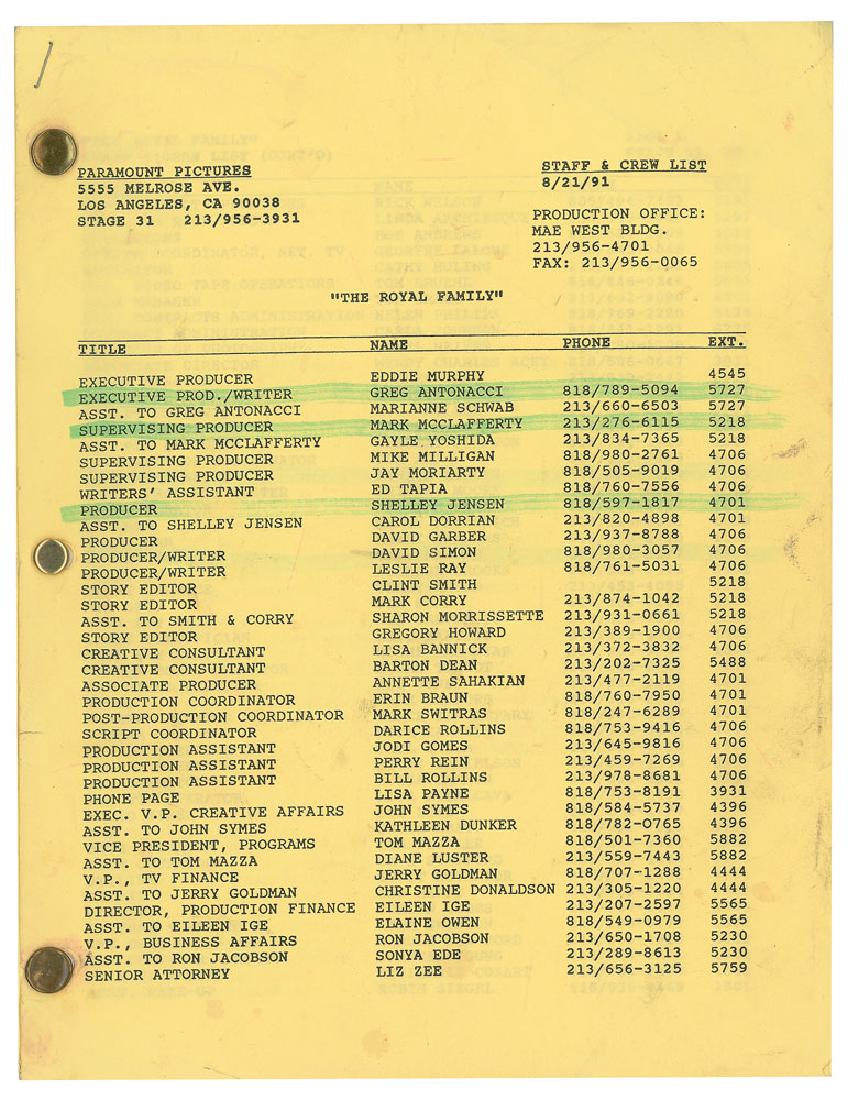 PARAMOUNT PICTURES
5555 MELROSE AVE.
LOS ANGELES, CA 90038
STAGE 31 213/956-3931
STAFF & CREW LIST
8/21/91
PRODUCTION OFFICE:
MAE WEST BLDG.
213/956-4701
FAX: 213/956-0065
"THE ROYAL FAMILY"
TITLE NAME PHONE EXT.
EXECUTIVE PRODUCER EDDIE MURPHY 4545
EXECUTIVE PROD./WRITER GREG ANTONACCI 818/789-5094 5727
ASST. TO GREG ANTONACCI MARIANNE SCHWAB 213/660-6503 5727
SUPERVISING PRODUCER MARK MCCLAFFERTY 213/276-6115 5218
ASST. TO MARK MCCLAFFERTY GAYLE YOSHIDA 213/834-7365 5218
SUPERVISING PRODUCER MIKE MILLIGAN 818/980-2761 4706
SUPERVISING PRODUCER JAY MORIARTY 818/505-9019 4706
WRITERS' ASSISTANT ED TAPIA 818/760-7556 4706
PRODUCER SHELLEY JENSEN 818/597-1817 4701
ASST. TO SHELLEY JENSEN CAROL DORRIAN 213/820-4898 4701
PRODUCER DAVID GARBER 213/937-8788 4706
PRODUCER/WRITER DAVID SIMON 818/980-3057 4706
PRODUCER/WRITER LESLIE RAY 818/761-5031 4706
STORY EDITOR CLINT SMITH 5218
STORY EDITOR MARK CORRY 213/874-1042 5218
ASST. TO SMITH & CORRY SHARON MORRISSETTE 213/931-0661 5218
STORY EDITOR GREGORY HOWARD 213/389-1900 4706
CREATIVE CONSULTANT LISA BANNICK 213/372-3832 4706
CREATIVE CONSULTANT BARTON DEAN 213/202-7325 5488
ASSOCIATE PRODUCER ANNETTE SAHAKIAN 213/477-2119 4701
PRODUCTION COORDINATOR ERIN BRAUN 818/760-7950 4701
POST-PRODUCTION COORDINATOR MARK SWITRAS 818/247-6289 4701
SCRIPT COORDINATOR DARICE ROLLINS 818/753-9416 4706
PRODUCTION ASSISTANT JODI GOMES 213/645-9816 4706
PRODUCTION ASSISTANT PERRY REIN 213/459-7269 4706
PRODUCTION ASSISTANT BILL ROLLINS 213/978-8681 4706
PHONE PAGE LISA PAYNE 818/753-8191 3931
EXEC. V.P. CREATIVE AFFAIRS JOHN SYMES 818/584-5737 4396
ASST. TO JOHN SYMES KATHLEEN DUNKER 818/782-0765 4396
VICE PRESIDENT, PROGRAMS TOM MAZZA 818/501-7360 5882
ASST. TO TOM MAZZA DIANE LUSTER 213/559-7443 5882
V.P., TV FINANCE JERRY GOLDMAN 818/707-1288 4444
ASST. TO JERRY GOLDMAN CHRISTINE DONALDSON 213/305-1220 4444
DIRECTOR, PRODUCTION FINANCE EILEEN IGE 213/207-2597 5565
ASST. TO EILEEN IGE ELAINE OWEN 818/549-0979 5565
V.P., BUSINESS AFFAIRS RON JACOBSON 213/650-1708 5230
ASST. TO RON JACOBSON SONYA EDE 213/289-8613 5230
SENIOR ATTORNEY LIZ ZEE 213/656-3125 5759